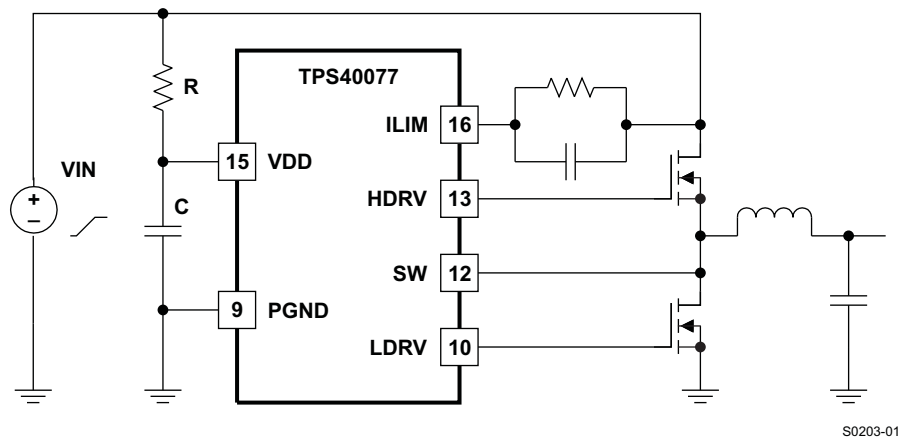 TPS40077
R
ILIM
16
15
VDD
VIN
+
−
C
HDRV
13
SW
12
9
PGND
LDRV
10
S0203-01